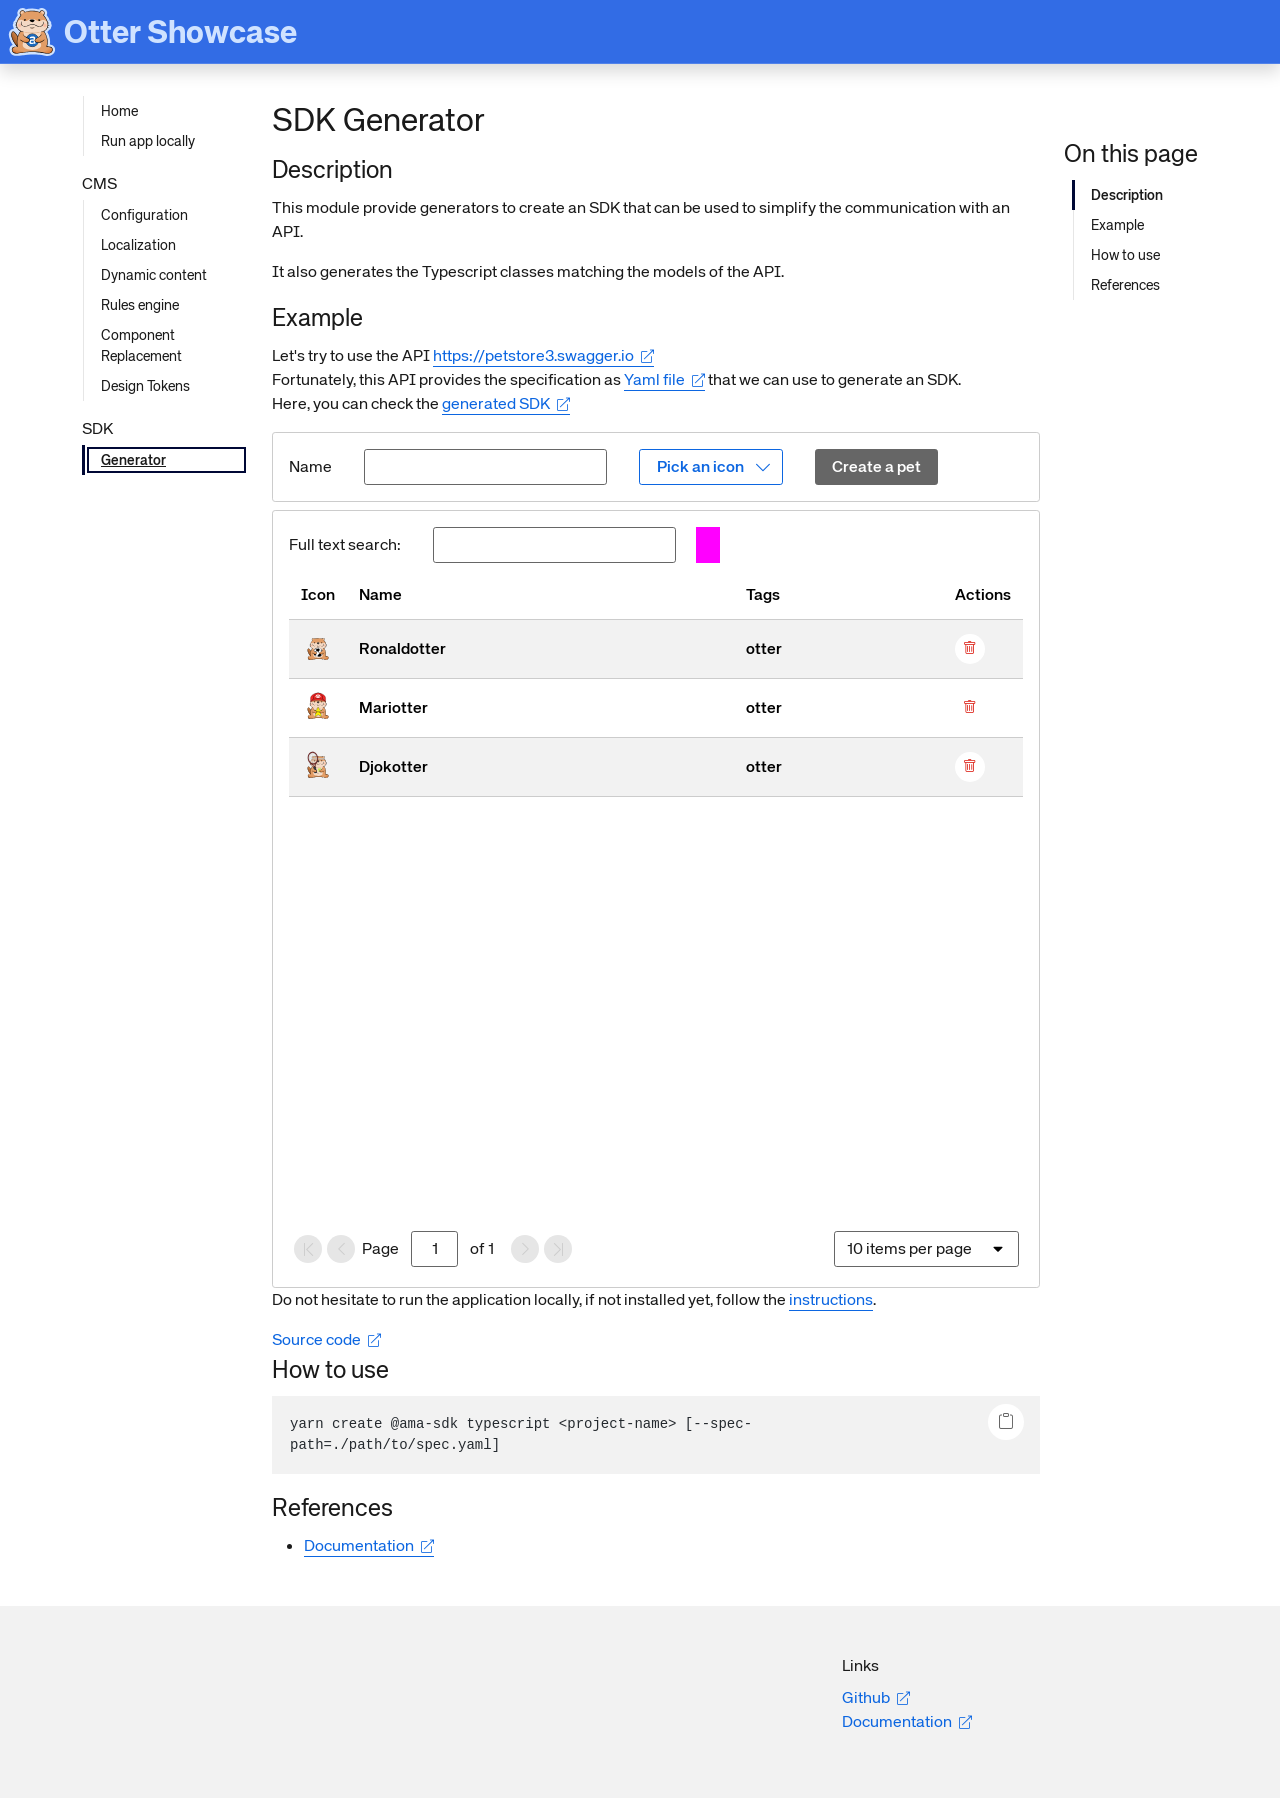 Otter Showcase
Home
Run app locally
CMS
Configuration
Localization
Dynamic content
Rules engine
Component
Replacement
Design Tokens
SDK
Generator
SDK Generator
Description
This module provide generators to create an SDK that can be used to simplify the communication with an
API.
It also generates the Typescript classes matching the models of the API.
Example
Let's try to use the API https://petstore3.swagger.io
Fortunately, this API provides the specification as Yaml file that we can use to generate an SDK.
Here, you can check the generated SDK
Name Pick an icon Create a pet
Full text search:
Icon Name Tags Actions
Ronaldotter otter
Mariotter otter
Djokotter otter
Page 1 of 1 10 items per page
Do not hesitate to run the application locally, if not installed yet, follow the instructions.
Source code
How to use
yarn create @ama-sdk typescript <project-name> [--spec-
path=./path/to/spec.yaml]
References
Documentation
On this page
Description
Example
How to use
References
Links
Github
Documentation